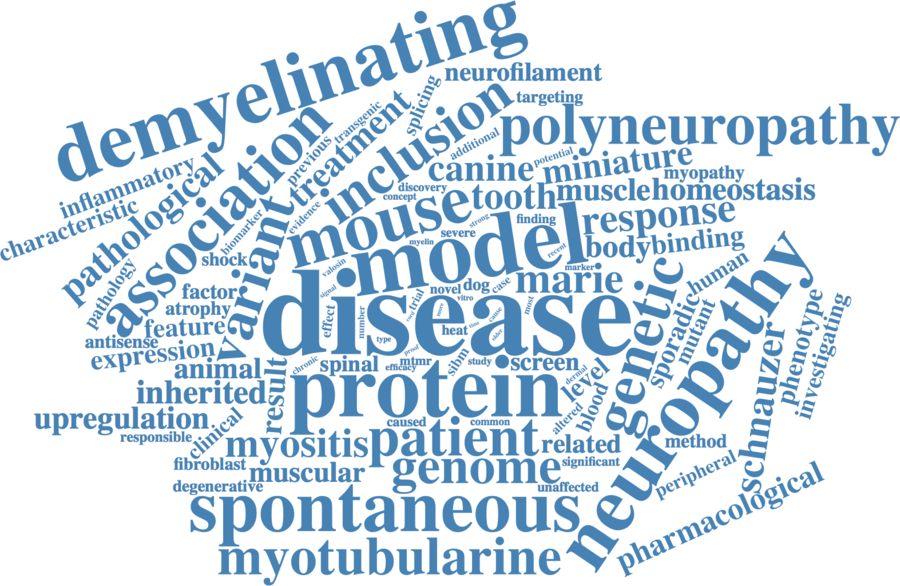 demyelinating
neurofilament
targeting
splicing
transgenic
previous
treatment
inclusion
additional
polyneuropathy
association
inflammatory
pathological
characteristic
canine
potential
miniature
myopathy
discovery
concept
tooth
muscle
homeostasis
mouse
evidence
biomarker
variant
strong
finding
response
severe
myelin
model
recent
body
binding
shock
pathology
valosin
signal
marker
human
marie
case
dog
novel
vitro
trial
factor
atrophy
feature
antisense
expression
disease
effect
number
type
heat
cause
most
genetic
sporadic
mutant
neuropathy
phenotype
investigating
schnauzer
animal
chronic
spinal
mtmr
efficacy
proof
sibm
study
screen
dermal
level
inherited
result
protein
blood
altered
upregulation
responsible
clinical
caused
common
myositis
patient
related
method
fibroblast
muscular
genome
significant
peripheral
degenerative
unaffected
spontaneous
pharmacological
myotubularine